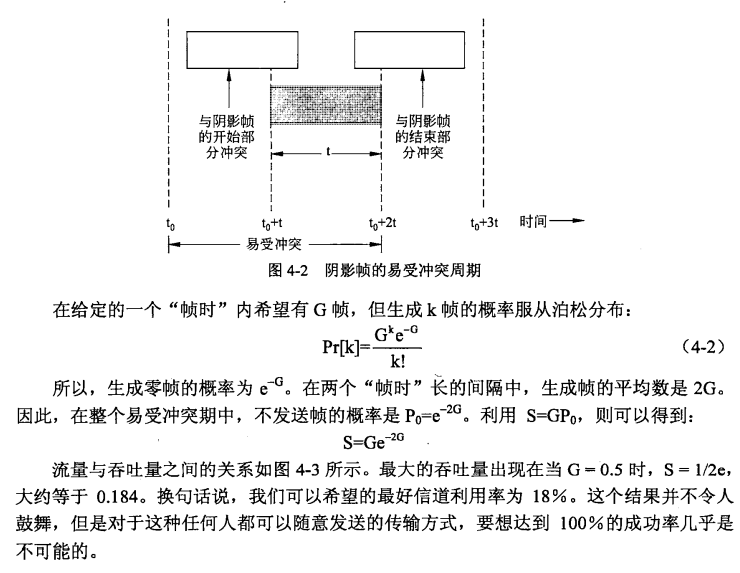 与阴影帧
的开始部
分冲突
t
与阴影帧
的结束部
分冲突
t₀ t₀+t t₀+2t t₀+3t 时间
易受冲突
图 4-2 阴影帧的易受冲突周期
在给定的一个“帧时”内希望有 G 帧，但生成 k 帧的概率服从泊松分布：
Pr[k]=Gᵏe⁻ᴳ/k! （4-2）
所以，生成零帧的概率为 e⁻ᴳ。在两个“帧时”长的间隔中，生成帧的平均数是 2G。
因此，在整个易受冲突期中，不发送帧的概率是 P₀=e⁻²ᴳ。利用 S=GP₀，则可以得到：
S=Ge⁻²ᴳ
流量与吞吐量之间的关系如图 4-3 所示。最大的吞吐量出现在当 G = 0.5 时，S = 1/2e，
大约等于 0.184。换句话说，我们可以希望的最好信道利用率为 18%。这个结果并不令人
鼓舞，但是对于这种任何人都可以随意发送的传输方式，要想达到 100%的成功率几乎是
不可能的。